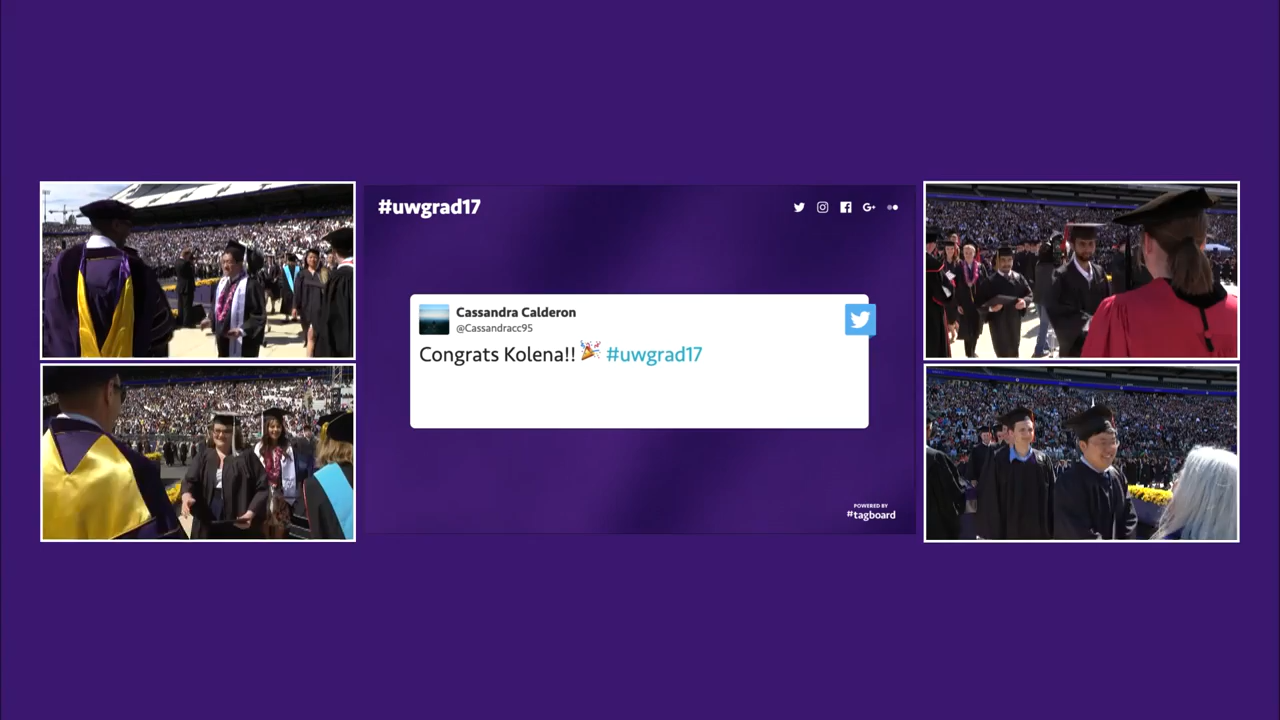 #uwgrad17
Cassandra Calderon
@Cassandracc95
Congrats Kolena!! 🎉 #uwgrad17
POWERED BY
#tagboard